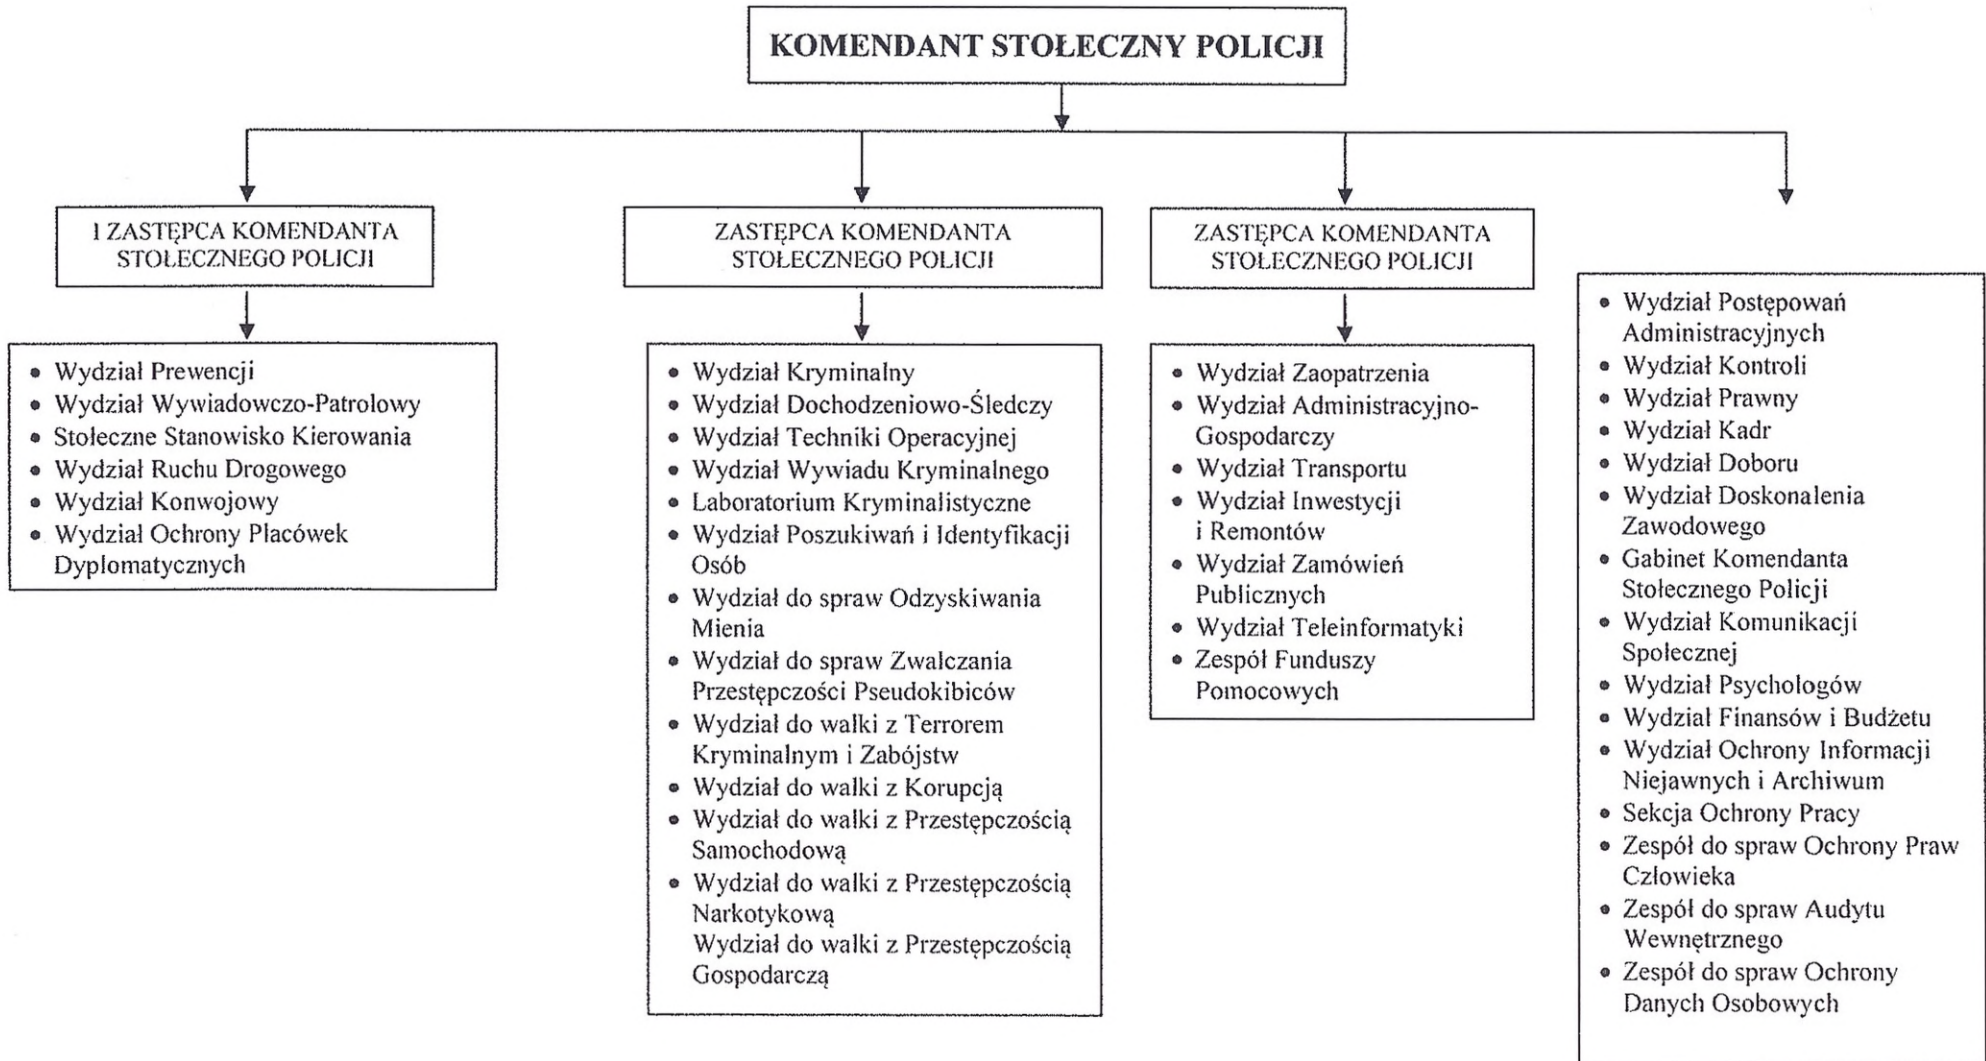 KOMENDANT STOŁECZNY POLICJI
I ZASTĘPCA KOMENDANTA
STOŁECZNEGO POLICJI
• Wydział Prewencji
• Wydział Wywiadowczo-Patrolowy
• Stołeczne Stanowisko Kierowania
• Wydział Ruchu Drogowego
• Wydział Konwojowy
• Wydział Ochrony Placówek
Dyplomatycznych
ZASTĘPCA KOMENDANTA
STOŁECZNEGO POLICJI
• Wydział Kryminalny
• Wydział Dochodzeniowo-Śledczy
• Wydział Techniki Operacyjnej
• Wydział Wywiadu Kryminalnego
• Laboratorium Kryminalistyczne
• Wydział Poszukiwań i Identyfikacji
Osób
• Wydział do spraw Odzyskiwania
Mienia
• Wydział do spraw Zwalczania
Przestępczości Pseudokibiców
• Wydział do walki z Terrorem
Kryminalnym i Zabójstw
• Wydział do walki z Korupcją
• Wydział do walki z Przestępczością
Samochodową
• Wydział do walki z Przestępczością
Narkotykową
Wydział do walki z Przestępczością
Gospodarczą
ZASTĘPCA KOMENDANTA
STOŁECZNEGO POLICJI
• Wydział Zaopatrzenia
• Wydział Administracyjno-
Gospodarczy
• Wydział Transportu
• Wydział Inwestycji
i Remontów
• Wydział Zamówień
Publicznych
• Wydział Teleinformatyki
• Zespół Funduszy
Pomocowych
• Wydział Postępowań
Administracyjnych
• Wydział Kontroli
• Wydział Prawny
• Wydział Kadr
• Wydział Doboru
• Wydział Doskonalenia
Zawodowego
• Gabinet Komendanta
Stołecznego Policji
• Wydział Komunikacji
Społecznej
• Wydział Psychologów
• Wydział Finansów i Budżetu
• Wydział Ochrony Informacji
Niejawnych i Archiwum
• Sekcja Ochrony Pracy
• Zespół do spraw Ochrony Praw
Człowieka
• Zespół do spraw Audytu
Wewnętrznego
• Zespół do spraw Ochrony
Danych Osobowych